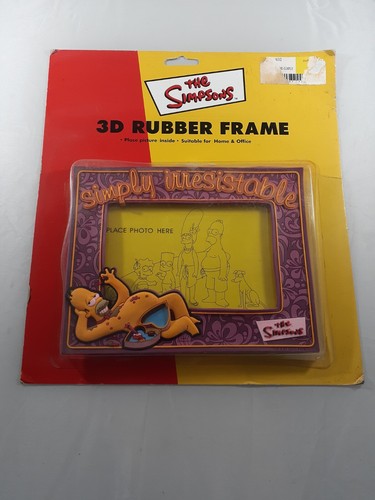 THE
SIMPSONS
3D RUBBER FRAME
• Place picture inside • Suitable for Home & Office
simply irresistable
PLACE PHOTO HERE
THE
SIMPSONS